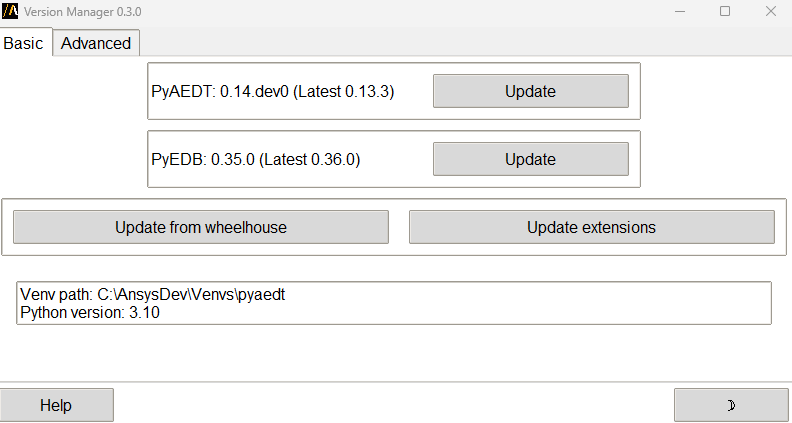 Version Manager 0.3.0
Basic Advanced
PyAEDT: 0.14.dev0 (Latest 0.13.3) Update
PyEDB: 0.35.0 (Latest 0.36.0) Update
Update from wheelhouse Update extensions
Venv path: C:\AnsysDev\Venvs\pyaedt
Python version: 3.10
Help